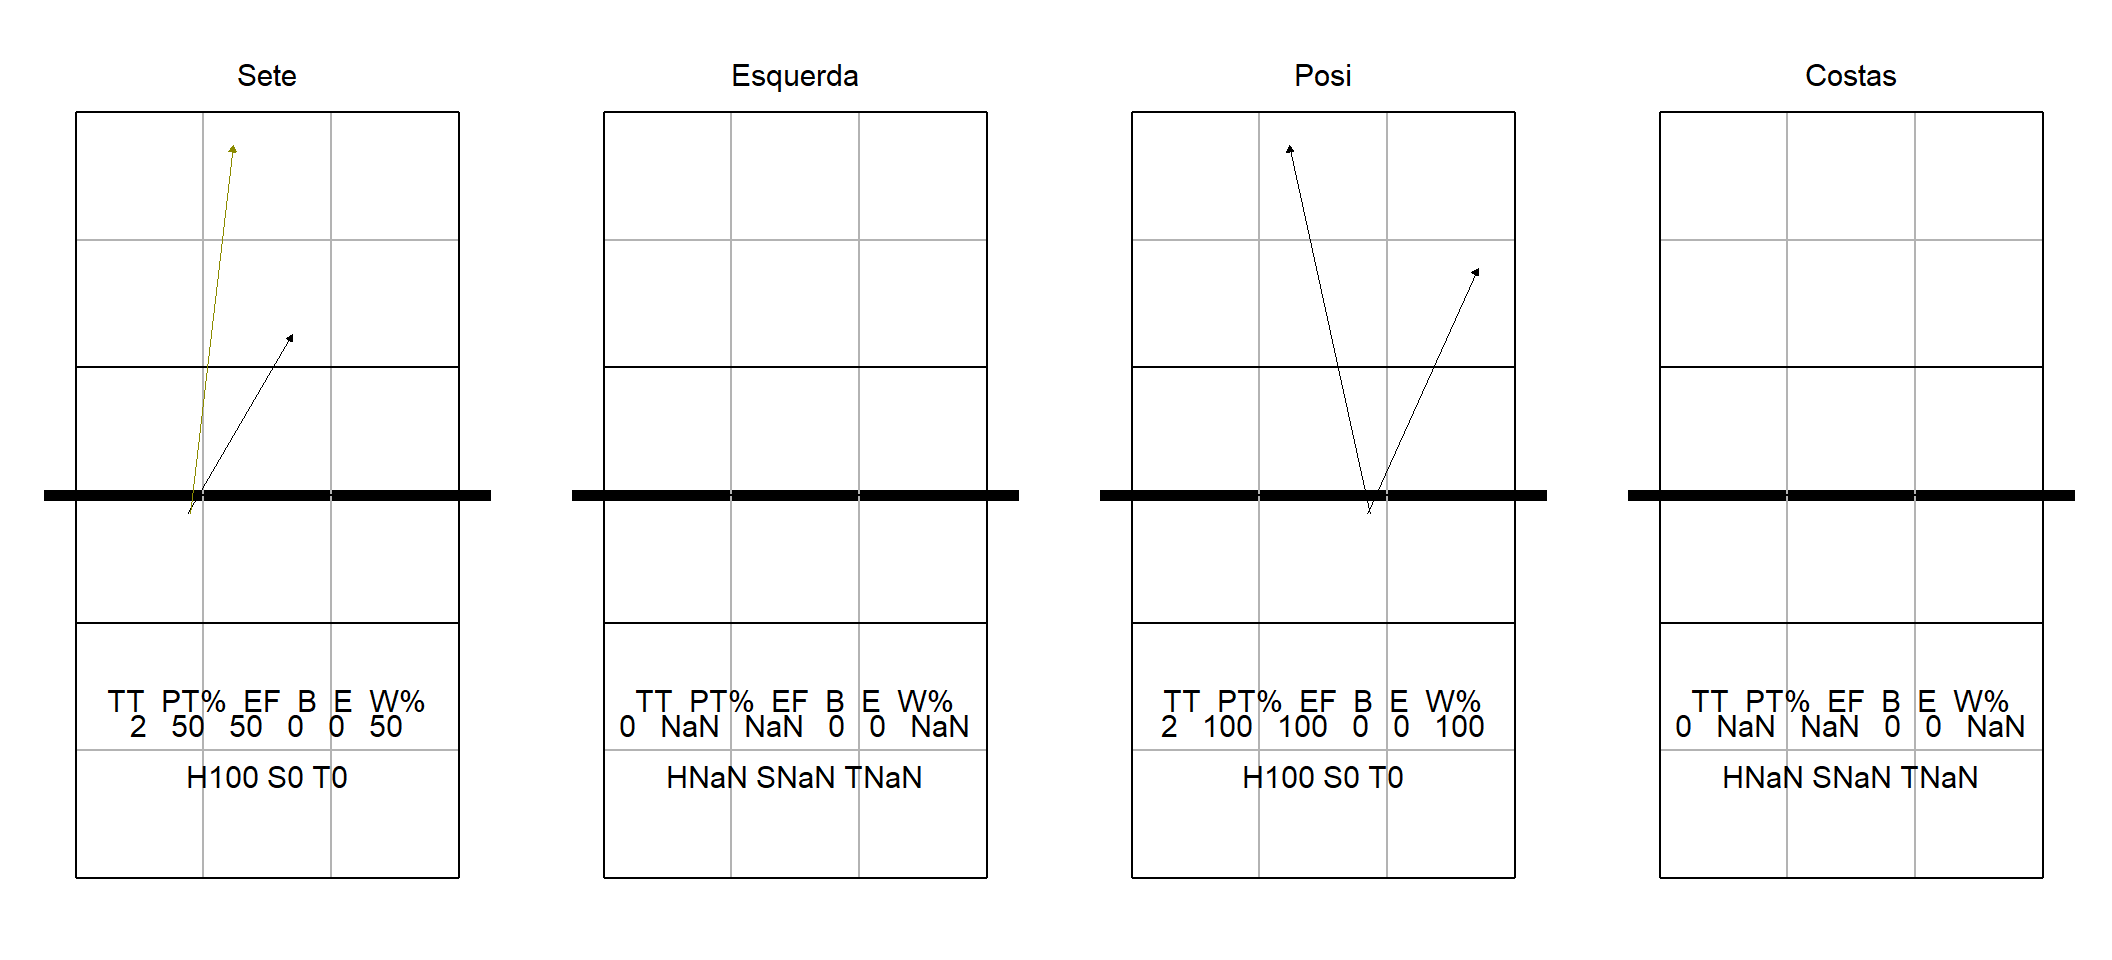 Sete
TT PT% EF B E W%
2 50 50 0 0 50
H100 S0 T0
Esquerda
TT PT% EF B E W%
0 NaN NaN 0 0 NaN
HNaN SNaN TNaN
Posi
TT PT% EF B E W%
2 100 100 0 0 100
H100 S0 T0
Costas
TT PT% EF B E W%
0 NaN NaN 0 0 NaN
HNaN SNaN TNaN